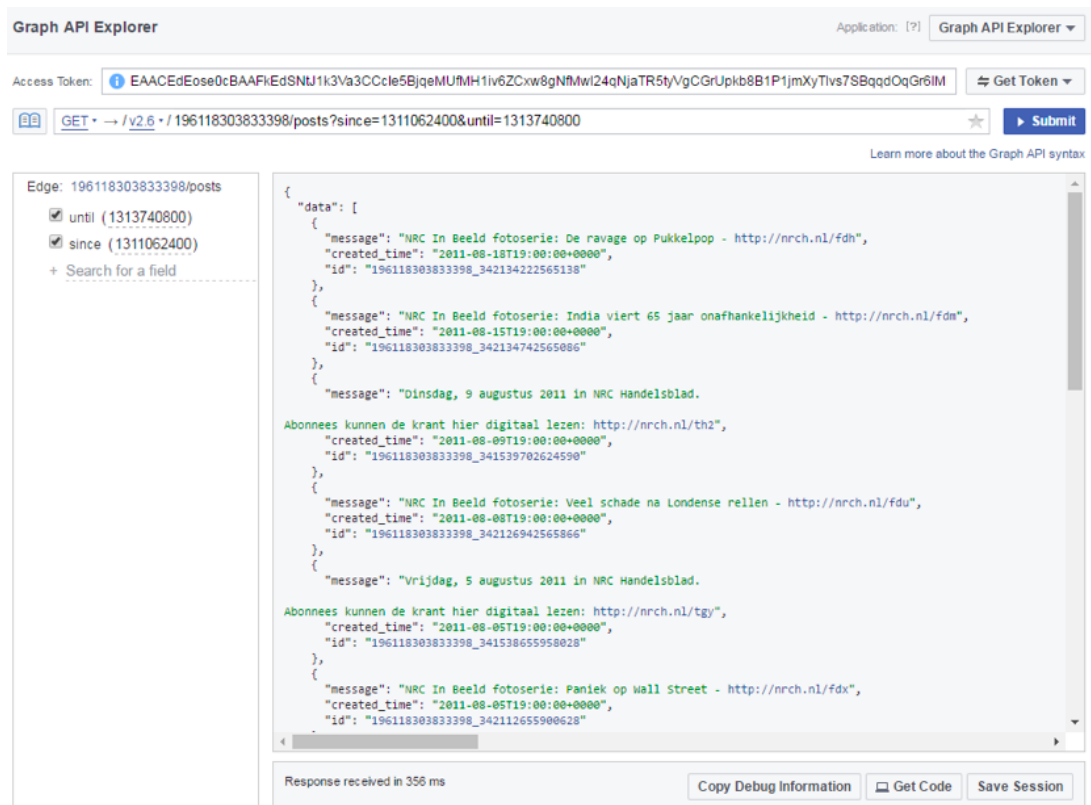 Graph API Explorer
Application: [?] Graph API Explorer
Access Token: EAACEdEose0cBAAFkEdSNtJ1k3Va3CCcle5BjqeMUfMH1iv6ZCxw8gNfMwI24qNjaTR5tyVgCGrUpkb8B1P1jmXyTlvs7SBqqdOqGr6IM Get Token
GET → / v2.6 / 196118303833398/posts?since=1311062400&until=1313740800 Submit
Learn more about the Graph API syntax
Edge: 196118303833398/posts
until (1313740800)
since (1311062400)
+ Search for a field
{
"data": [
{
"message": "NRC In Beeld fotoserie: De ravage op Pukkelpop - http://nrch.nl/fdh",
"created_time": "2011-08-18T19:00:00+0000",
"id": "196118303833398_342134222565138"
},
{
"message": "NRC In Beeld fotoserie: India viert 65 jaar onafhankelijkheid - http://nrch.nl/fdm",
"created_time": "2011-08-15T19:00:00+0000",
"id": "196118303833398_342134742565086"
},
{
"message": "Dinsdag, 9 augustus 2011 in NRC Handelsblad.
Abonnees kunnen de krant hier digitaal lezen: http://nrch.nl/th2",
"created_time": "2011-08-09T19:00:00+0000",
"id": "196118303833398_341539702624590"
},
{
"message": "NRC In Beeld fotoserie: Veel schade na Londense rellen - http://nrch.nl/fdu",
"created_time": "2011-08-08T19:00:00+0000",
"id": "196118303833398_342126942565866"
},
{
"message": "Vrijdag, 5 augustus 2011 in NRC Handelsblad.
Abonnees kunnen de krant hier digitaal lezen: http://nrch.nl/tgy",
"created_time": "2011-08-05T19:00:00+0000",
"id": "196118303833398_341538655958028"
},
{
"message": "NRC In Beeld fotoserie: Paniek op Wall Street - http://nrch.nl/fdx",
"created_time": "2011-08-05T19:00:00+0000",
"id": "196118303833398_342112655900628"
Response received in 356 ms
Copy Debug Information
Get Code
Save Session